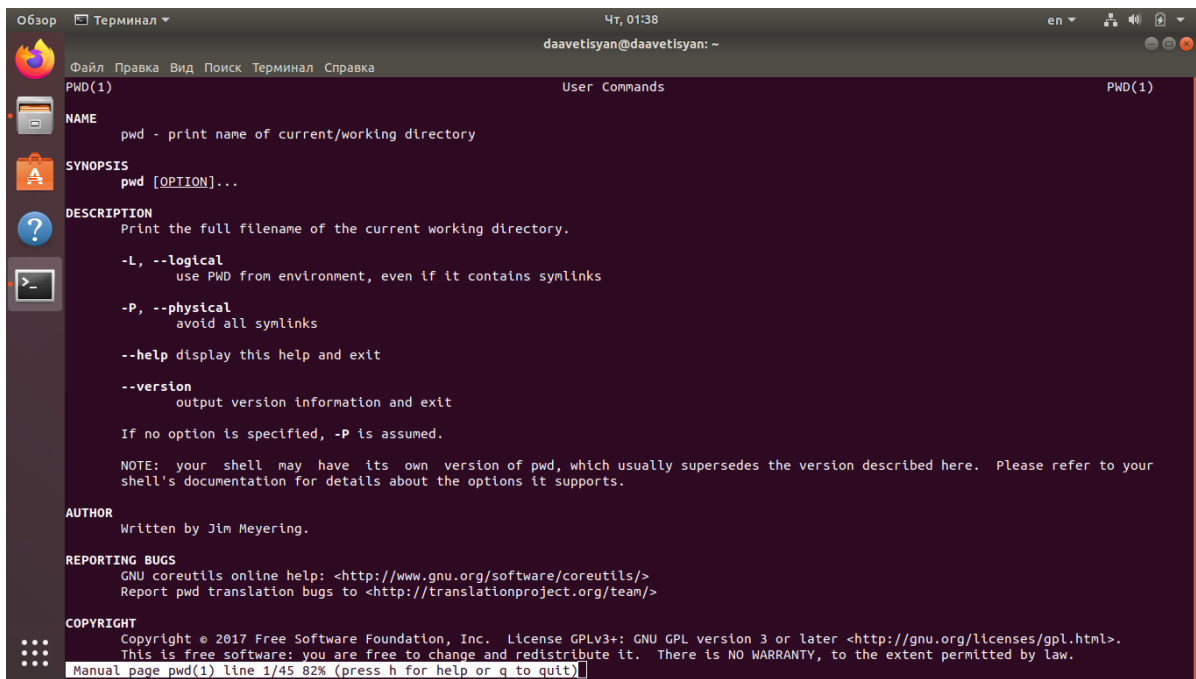 Обзор Терминал Чт, 01:38 en
daavetisyan@daavetisyan: ~
Файл Правка Вид Поиск Терминал Справка
PWD(1) User Commands PWD(1)
NAME
pwd - print name of current/working directory
SYNOPSIS
pwd [OPTION]...
DESCRIPTION
Print the full filename of the current working directory.
-L, --logical
use PWD from environment, even if it contains symlinks
-P, --physical
avoid all symlinks
--help display this help and exit
--version
output version information and exit
If no option is specified, -P is assumed.
NOTE: your shell may have its own version of pwd, which usually supersedes the version described here. Please refer to your
shell's documentation for details about the options it supports.
AUTHOR
Written by Jim Meyering.
REPORTING BUGS
GNU coreutils online help: <http://www.gnu.org/software/coreutils/>
Report pwd translation bugs to <http://translationproject.org/team/>
COPYRIGHT
Copyright © 2017 Free Software Foundation, Inc. License GPLv3+: GNU GPL version 3 or later <http://gnu.org/licenses/gpl.html>.
This is free software: you are free to change and redistribute it. There is NO WARRANTY, to the extent permitted by law.
Manual page pwd(1) line 1/45 82% (press h for help or q to quit)